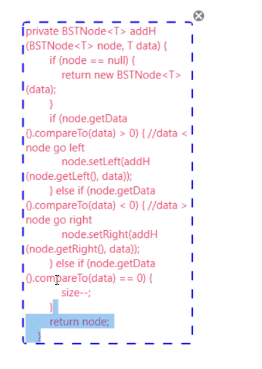 private BSTNode<T> addH
(BSTNode<T> node, T data) {
if (node == null) {
return new BSTNode<T>
(data);
}
if (node.getData
().compareTo(data) > 0) { //data <
node go left
node.setLeft(addH
(node.getLeft(), data));
} else if (node.getData
().compareTo(data) < 0) { //data >
node go right
node.setRight(addH
(node.getRight(), data));
} else if (node.getData
().compareTo(data) == 0) {
size--;
}
return node;
}